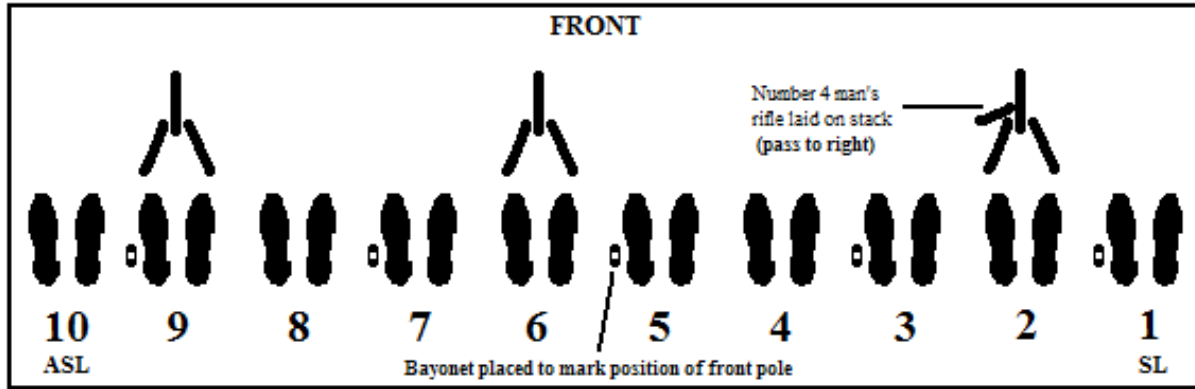 FRONT
Number 4 man's
rifle laid on stack
(pass to right)
10 9 8 7 6 5 4 3 2 1
ASL Bayonet placed to mark position of front pole SL